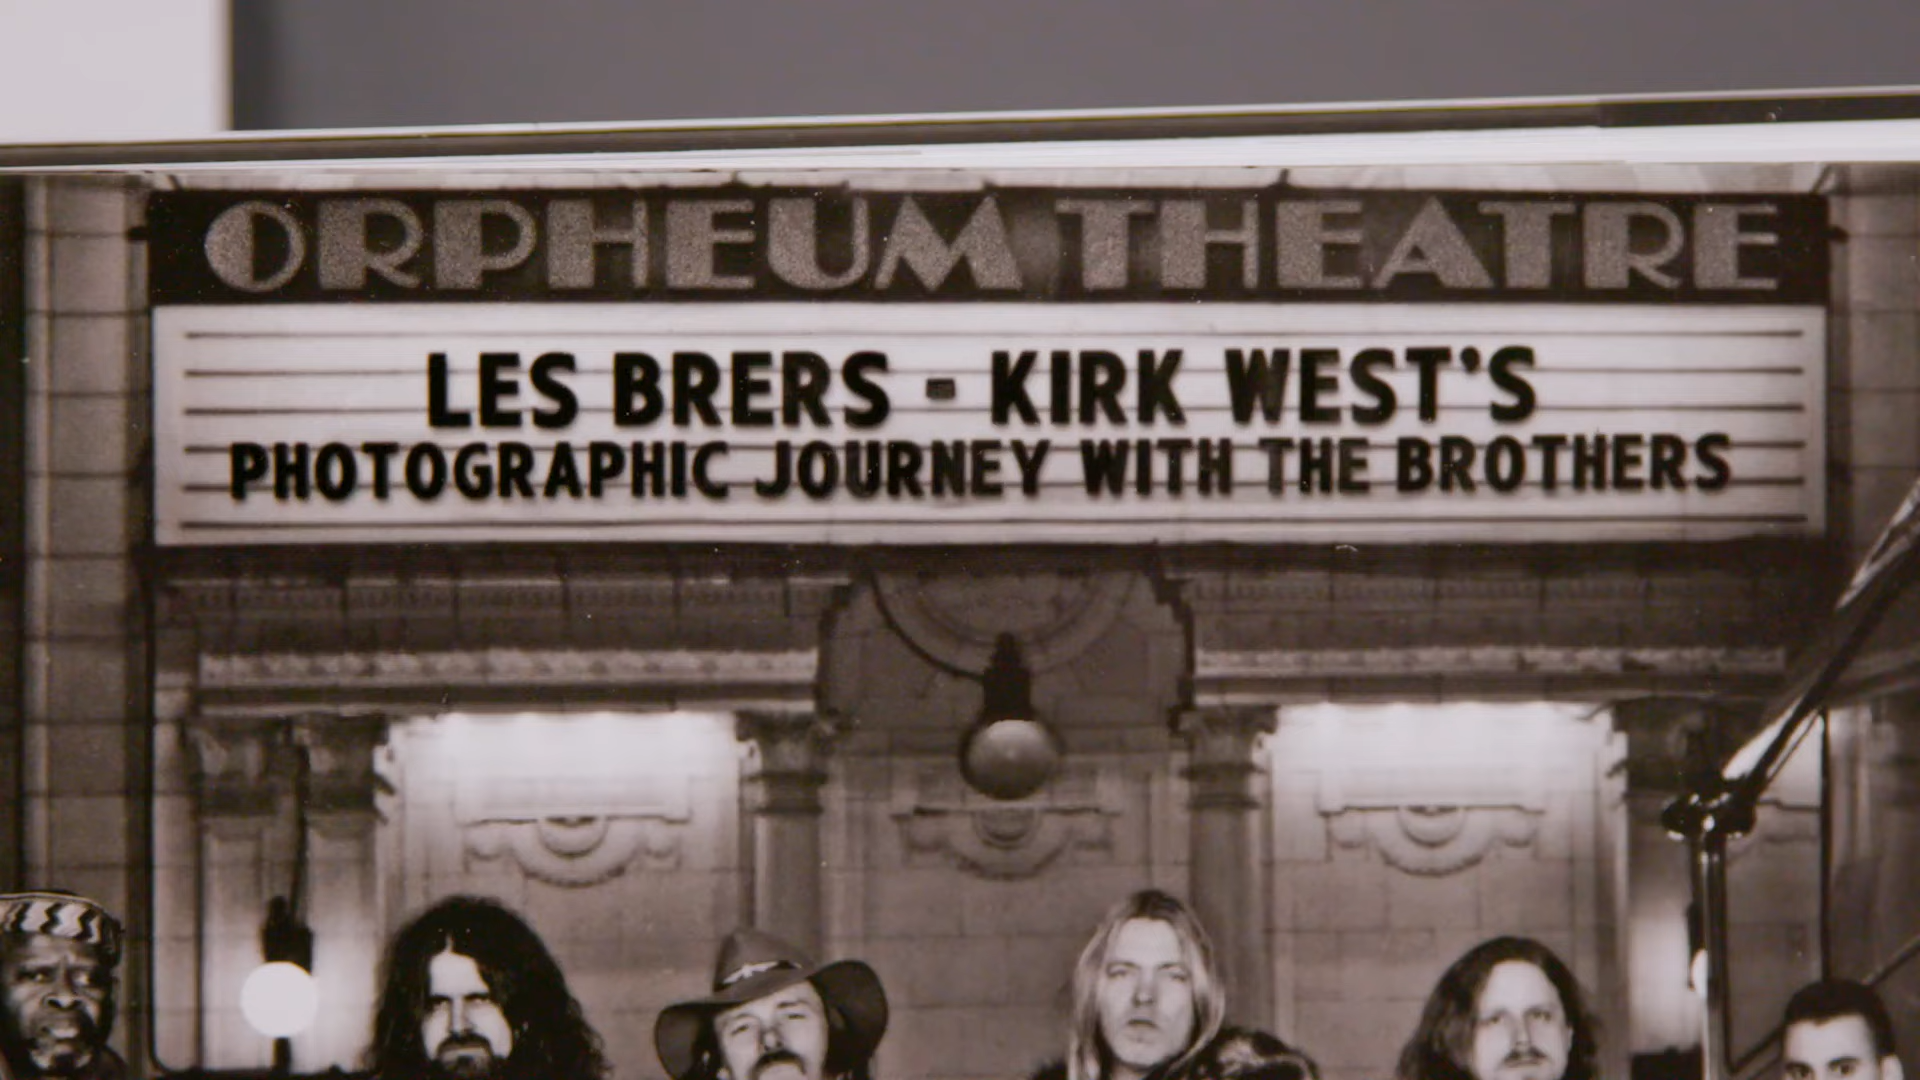 ORPHEUM THEATRE
LES BRERS - KIRK WEST'S
PHOTOGRAPHIC JOURNEY WITH THE BROTHERS